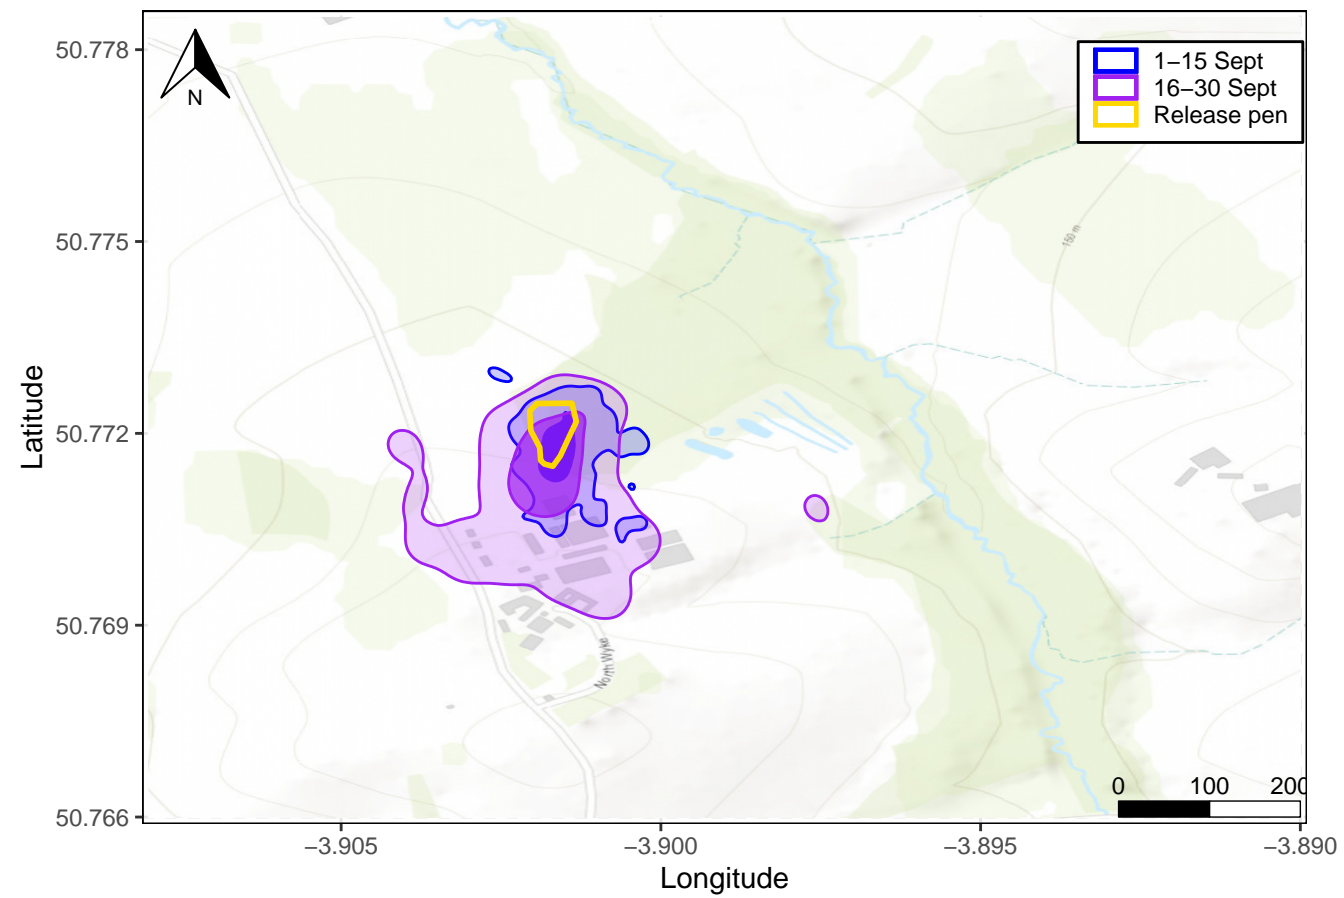 50.778
50.775
50.772
50.769
50.766
Latitude
N
1–15 Sept
16–30 Sept
Release pen
150 m
North Wyke
0 100 200
−3.905 −3.900 −3.895 −3.890
Longitude